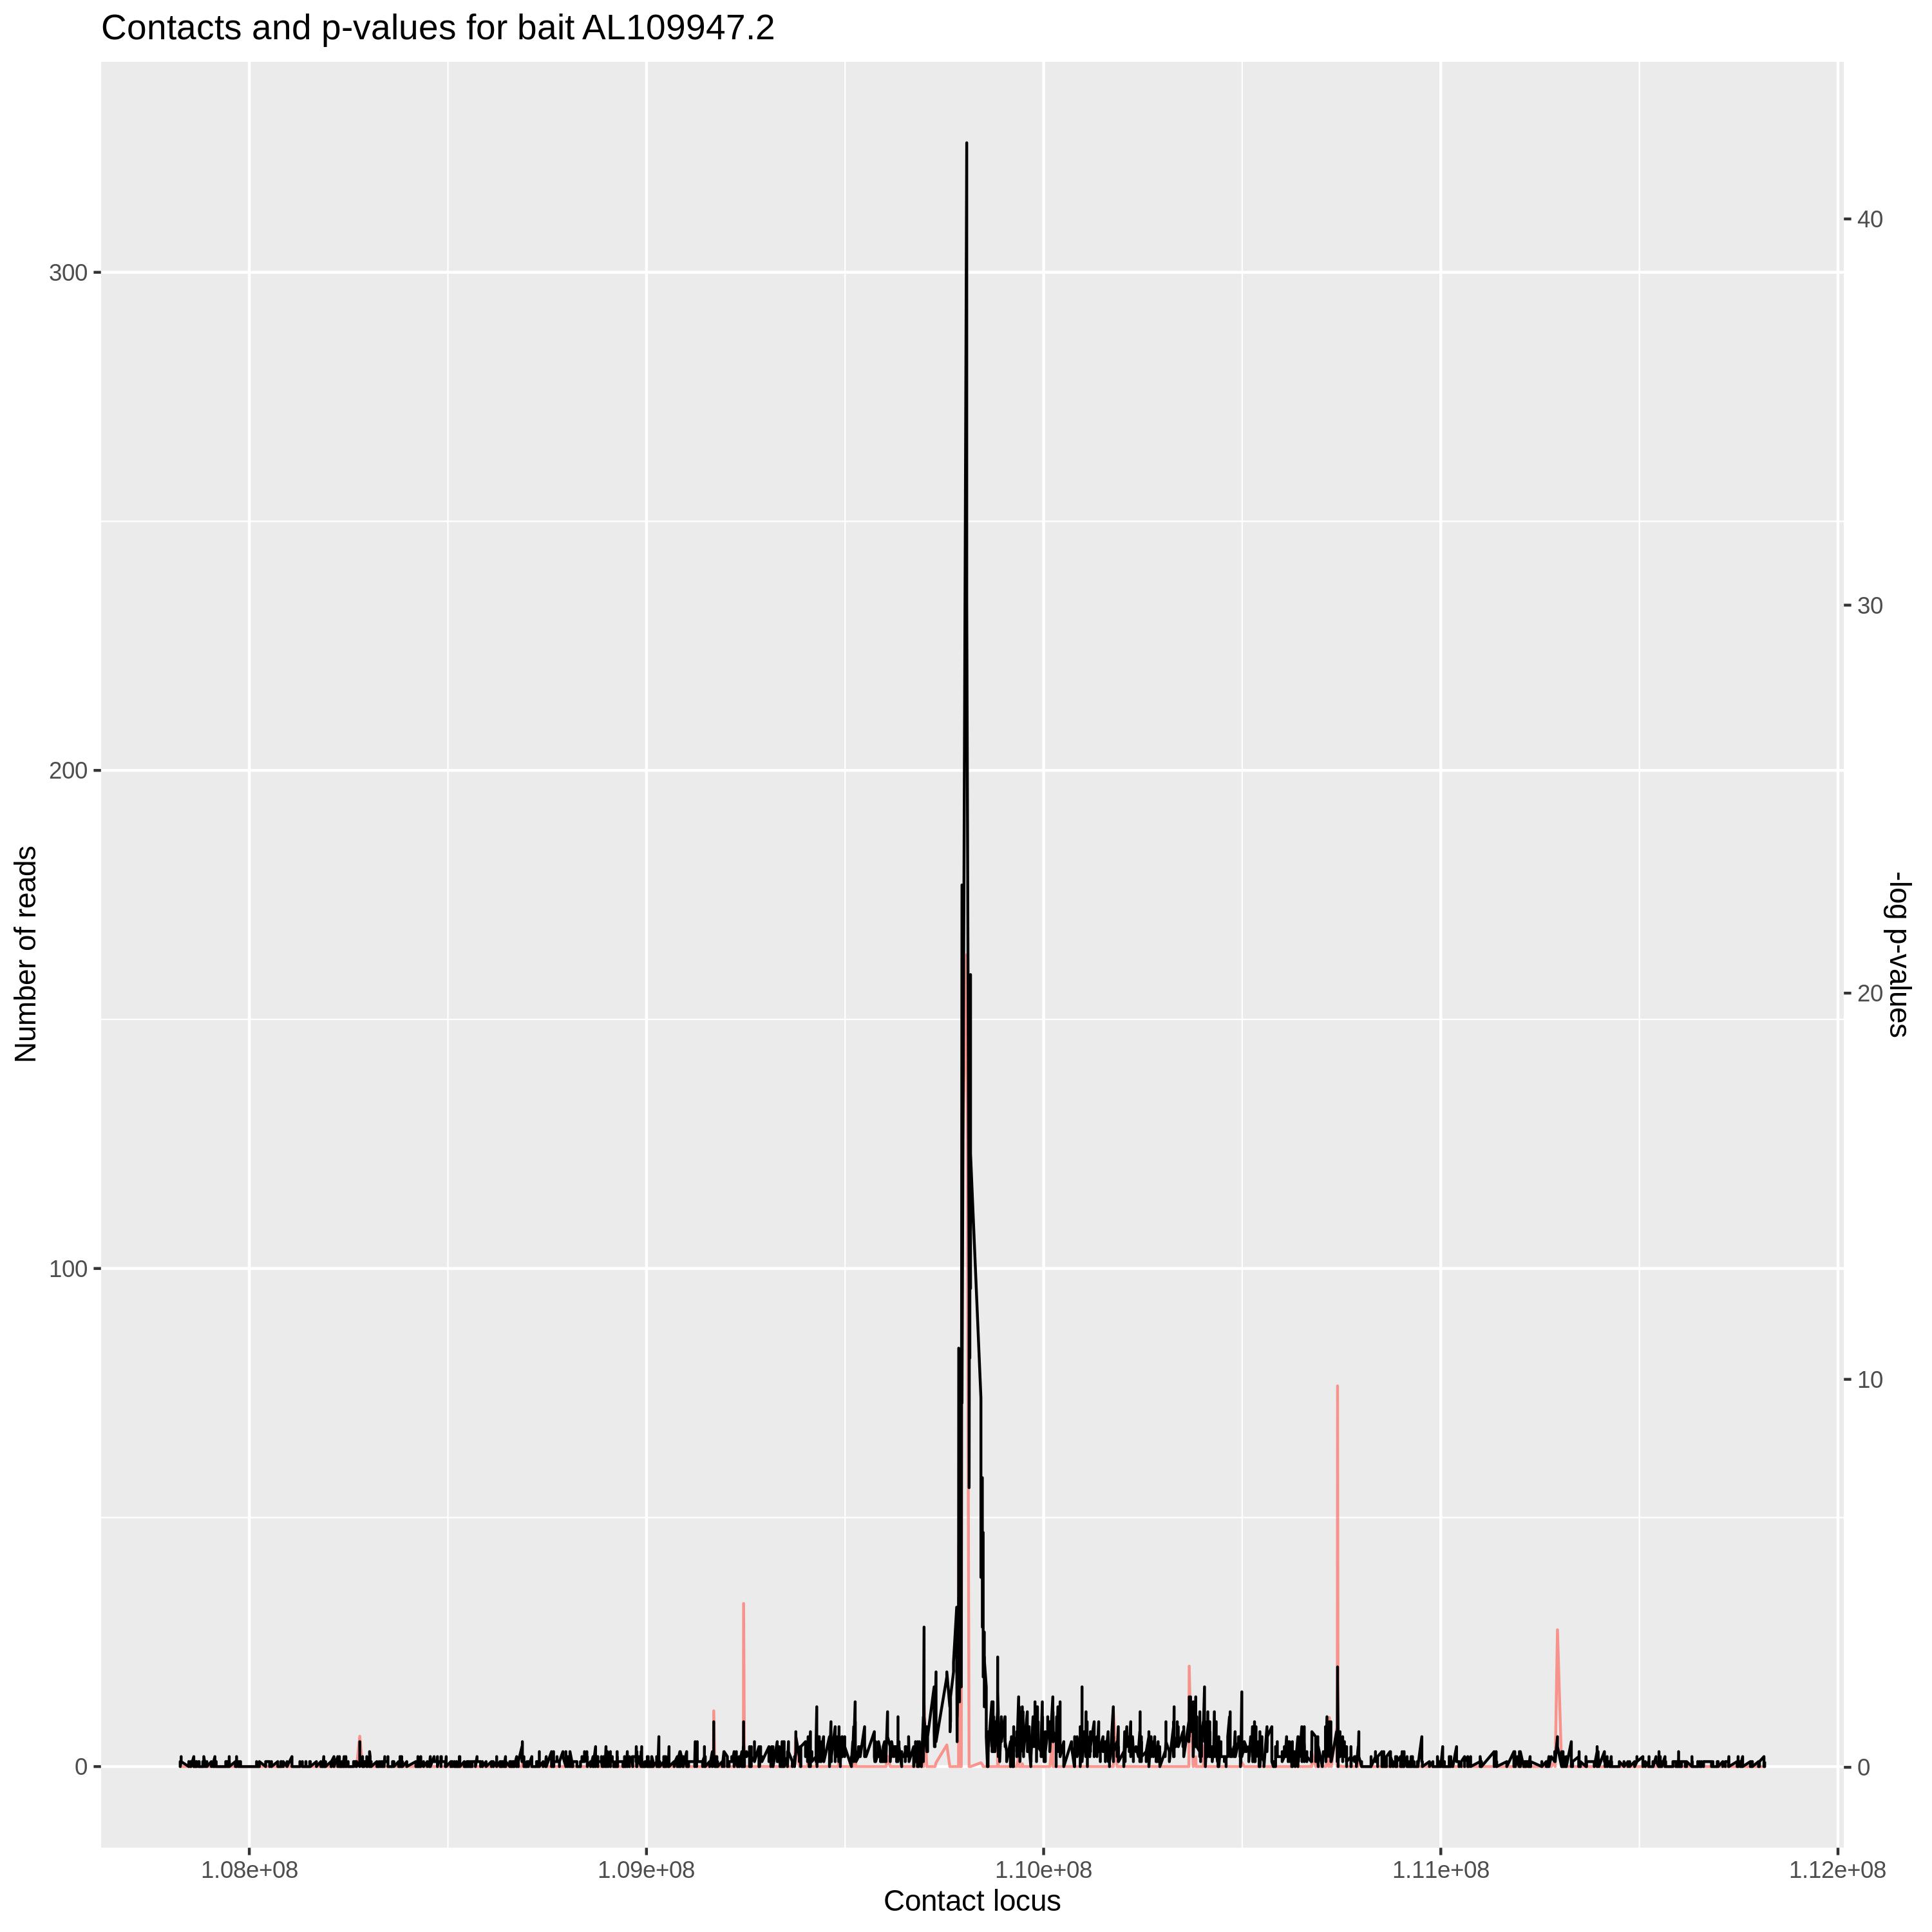 Contacts and p-values for bait AL109947.2
Number of reads
300
200
100
0
40
30
20
10
0
-log p-values
1.08e+08 1.09e+08 1.10e+08 1.11e+08 1.12e+08
Contact locus